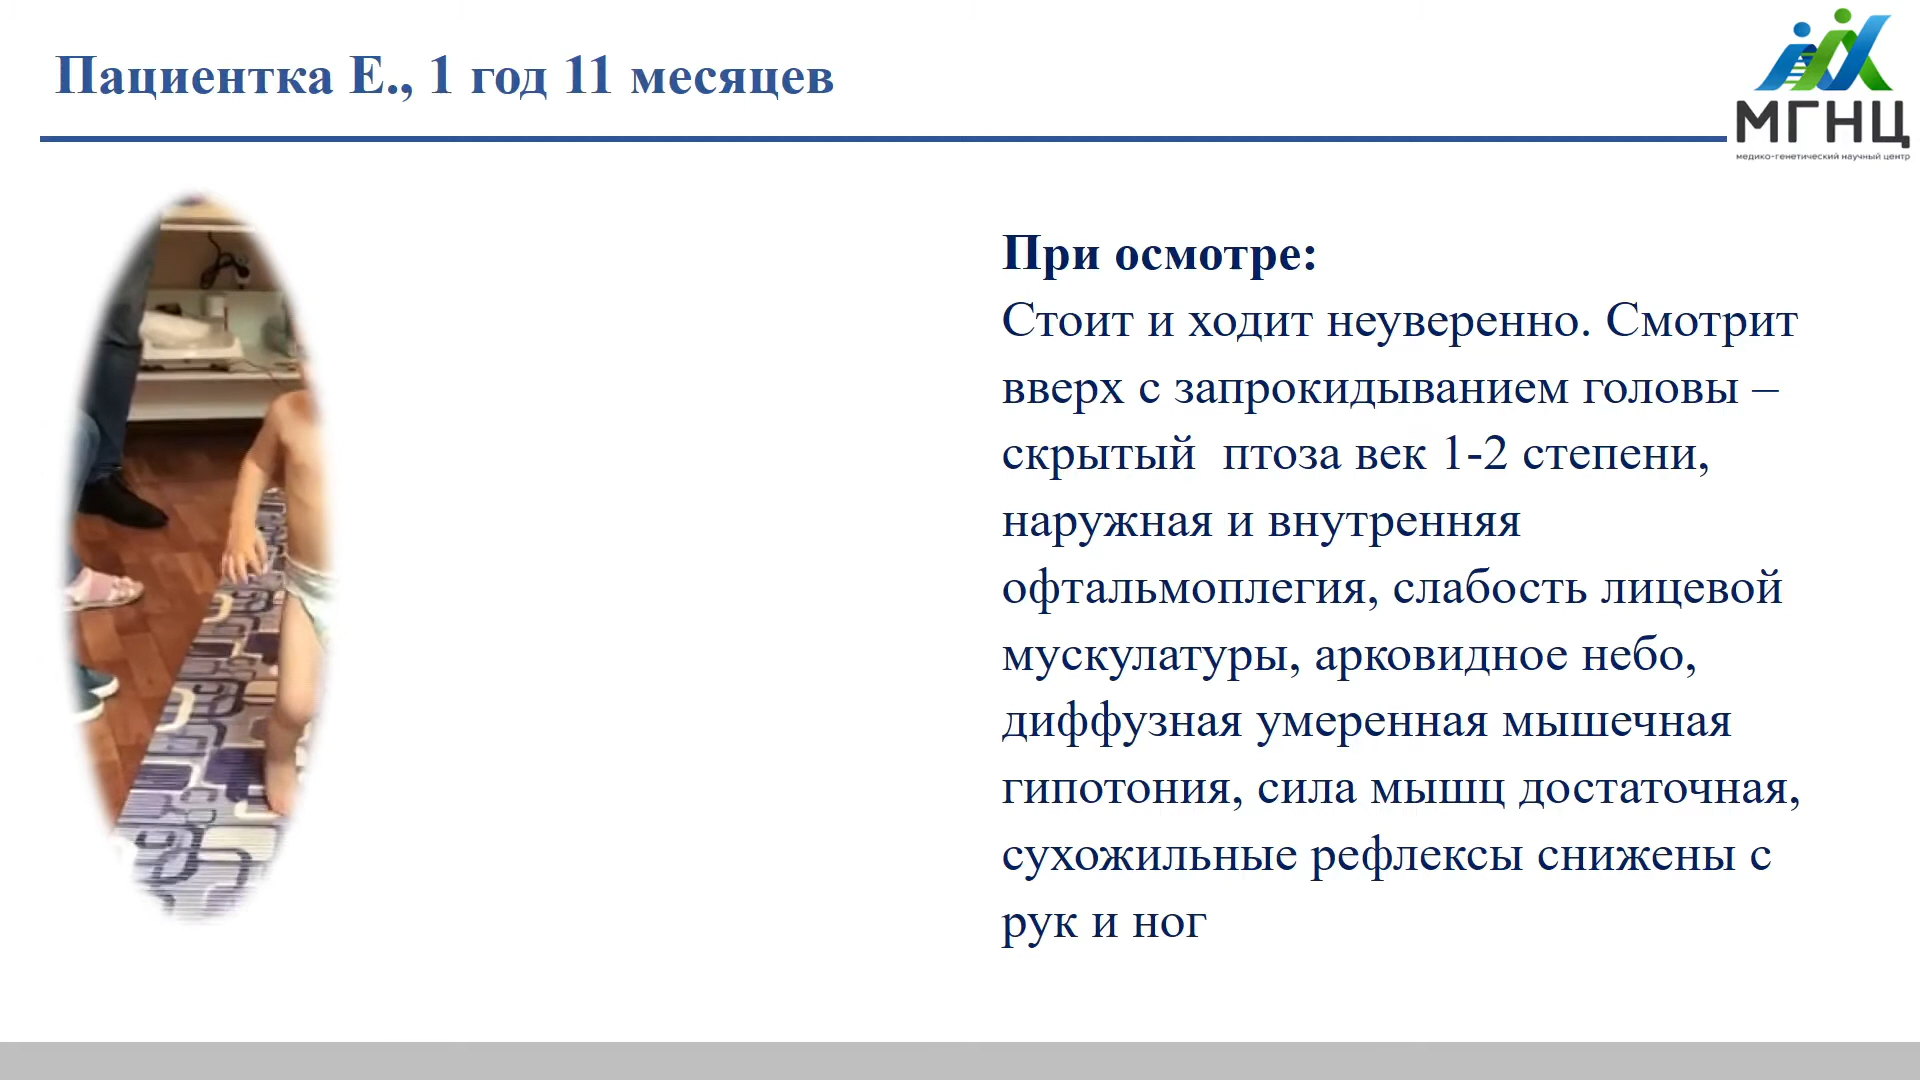 Пациентка Е., 1 год 11 месяцев
МГНЦ
медико-генетический научный центр
При осмотре:
Стоит и ходит неуверенно. Смотрит
вверх с запрокидыванием головы –
скрытый  птоза век 1-2 степени,
наружная и внутренняя
офтальмоплегия, слабость лицевой
мускулатуры, арковидное небо,
диффузная умеренная мышечная
гипотония, сила мышц достаточная,
сухожильные рефлексы снижены с
рук и ног